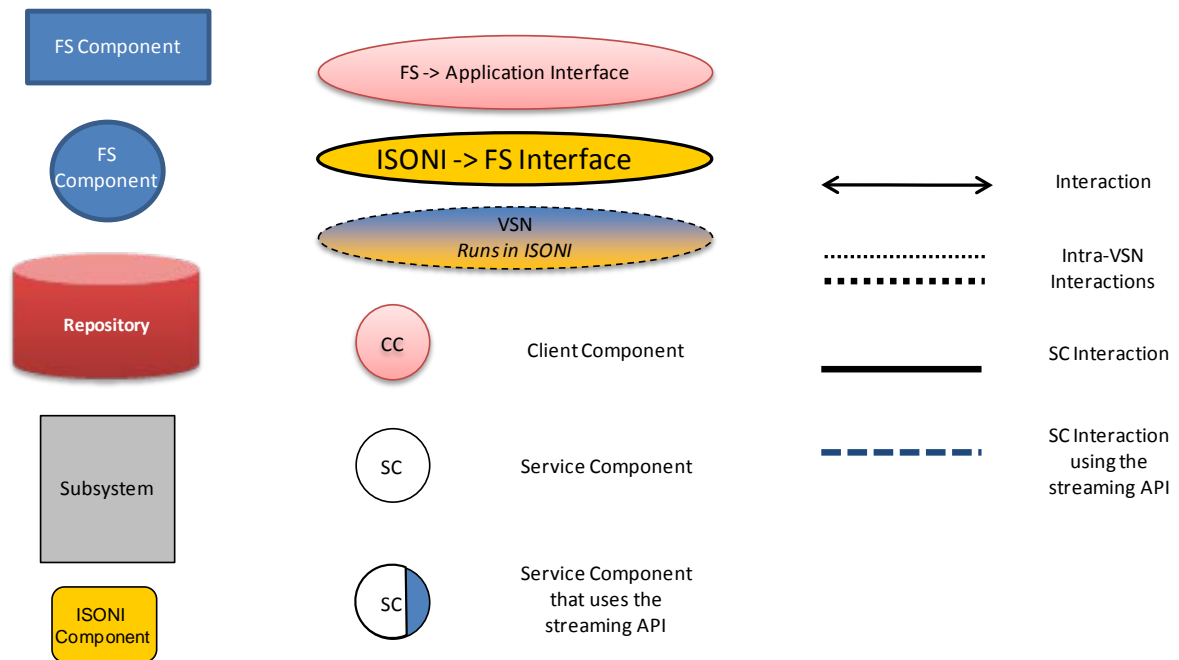 FS Component
FS
Component
Repository
Subsystem
ISONI
Component
FS -> Application Interface
ISONI -> FS Interface
VSN
Runs in ISONI
CC
Client Component
SC
Service Component
SC
Service Component
that uses the
streaming API
Interaction
Intra-VSN
Interactions
SC Interaction
SC Interaction
using the
streaming API